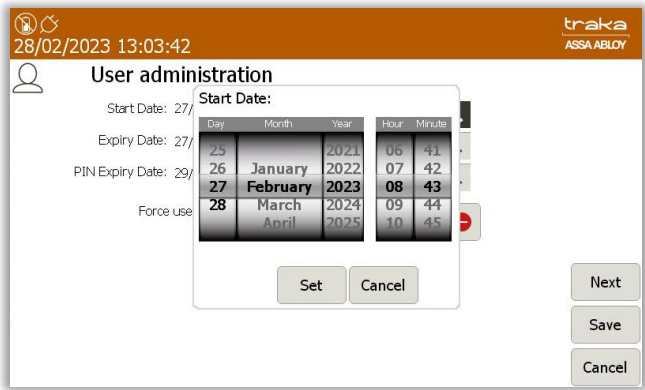 traka
28/02/2023 13:03:42
ASSA ABLOY
User administration
Start Date: 27/
Start Date:
Day Month Year Hour Minute
25 2021 06 41
26 January 2022 07 42
27 February 2023 08 43
28 March 2024 09 44
April 2025 10 45
Expiry Date: 27/
PIN Expiry Date: 29/
Force use
Set Cancel
Next
Save
Cancel